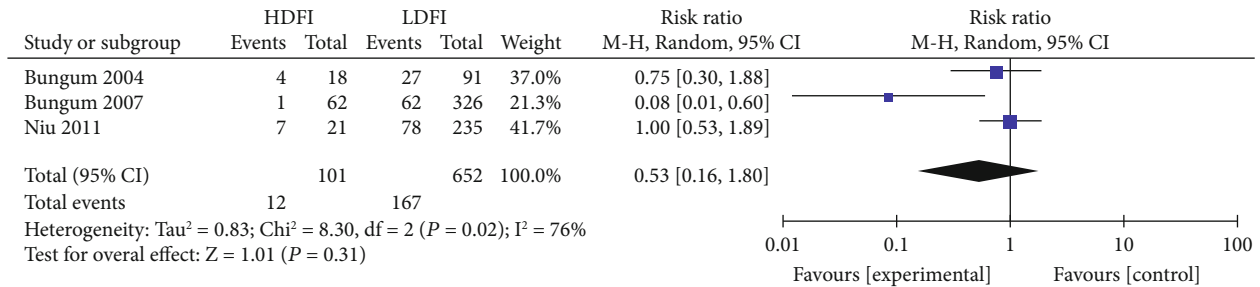 HDFI LDFI Risk ratio Risk ratio
Study or subgroup Events Total Events Total Weight M-H, Random, 95% CI M-H, Random, 95% CI
Bungum 2004 4 18 27 91 37.0% 0.75 [0.30, 1.88]
Bungum 2007 1 62 62 326 21.3% 0.08 [0.01, 0.60]
Niu 2011 7 21 78 235 41.7% 1.00 [0.53, 1.89]
Total (95% CI) 101 652 100.0% 0.53 [0.16, 1.80]
Total events 12 167
Heterogeneity: Tau² = 0.83; Chi² = 8.30, df = 2 (P = 0.02); I² = 76%
Test for overal effect: Z = 1.01 (P = 0.31)
0.01 0.1 1 10 100
Favours [experimental] Favours [control]